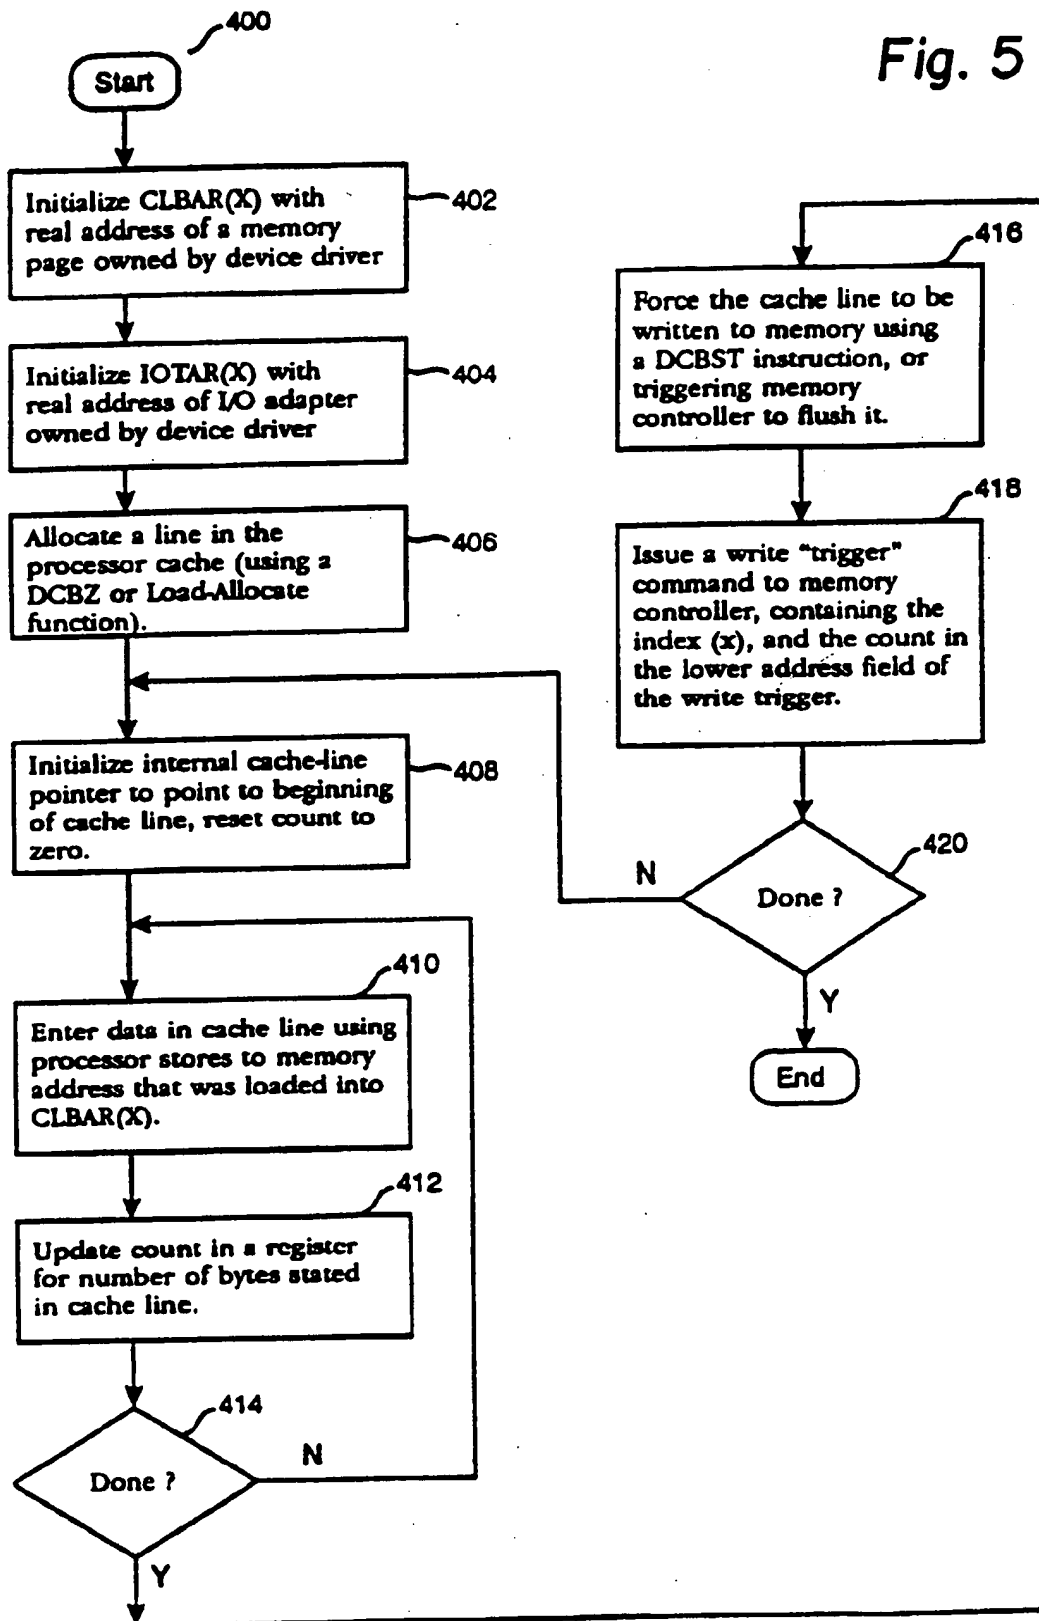 400
Fig. 5
Start
Initialize CLBAR(X) with
real address of a memory
page owned by device driver
402
Initialize IOTAR(X) with
real address of I/O adapter
owned by device driver
404
Allocate a line in the
processor cache (using a
DCBZ or Load-Allocate
function).
406
Initialize internal cache-line
pointer to point to beginning
of cache line, reset count to
zero.
408
410
Enter data in cache line using
processor stores to memory
address that was loaded into
CLBAR(X).
412
Update count in a register
for number of bytes stated
in cache line.
414
Done ?
N
Y
416
Force the cache line to be
written to memory using
a DCBST instruction, or
triggering memory
controller to flush it.
418
Issue a write "trigger"
command to memory
controller, containing the
index (x), and the count in
the lower address field of
the write trigger.
420
Done ?
N
Y
End